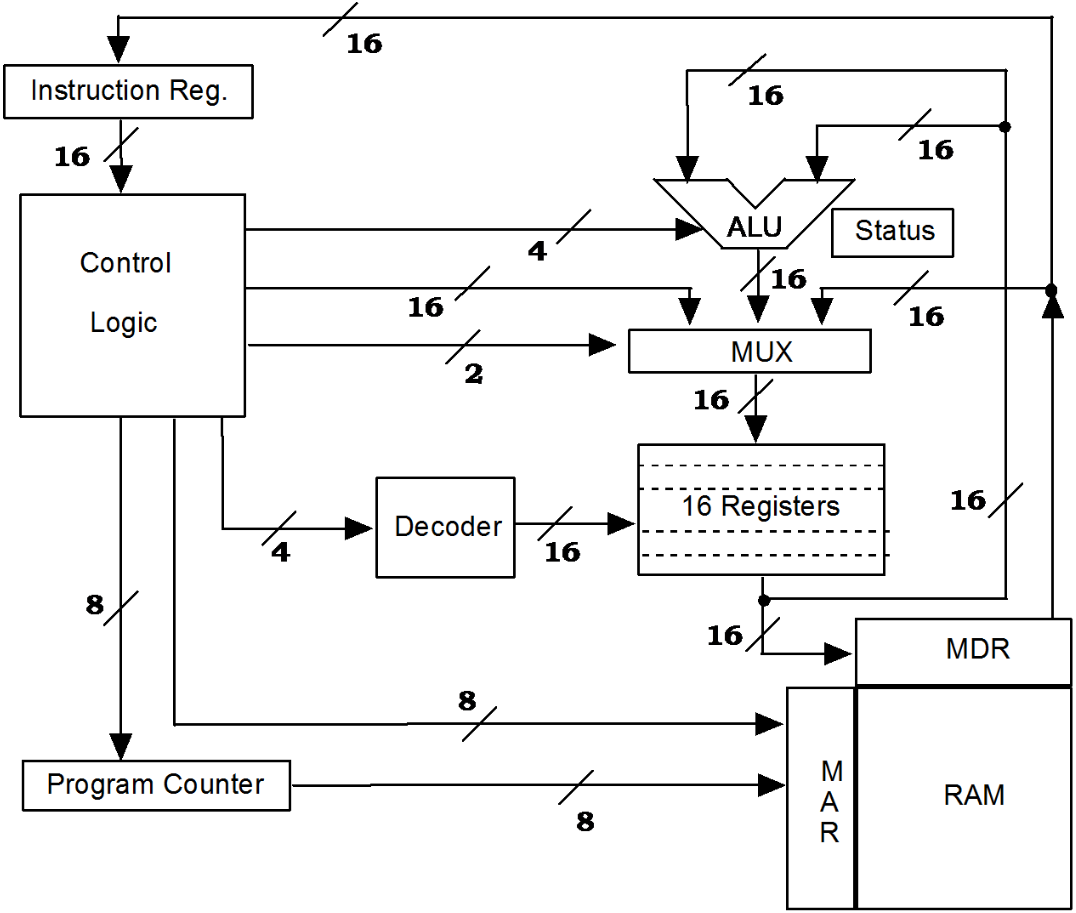 16
Instruction Reg.
16
16
16
16
Control
Logic
4
ALU
Status
16
16
16
2
MUX
16
16 Registers
16
Decoder
4
16
8
16
MDR
8
Program Counter
8
M
A
R
RAM